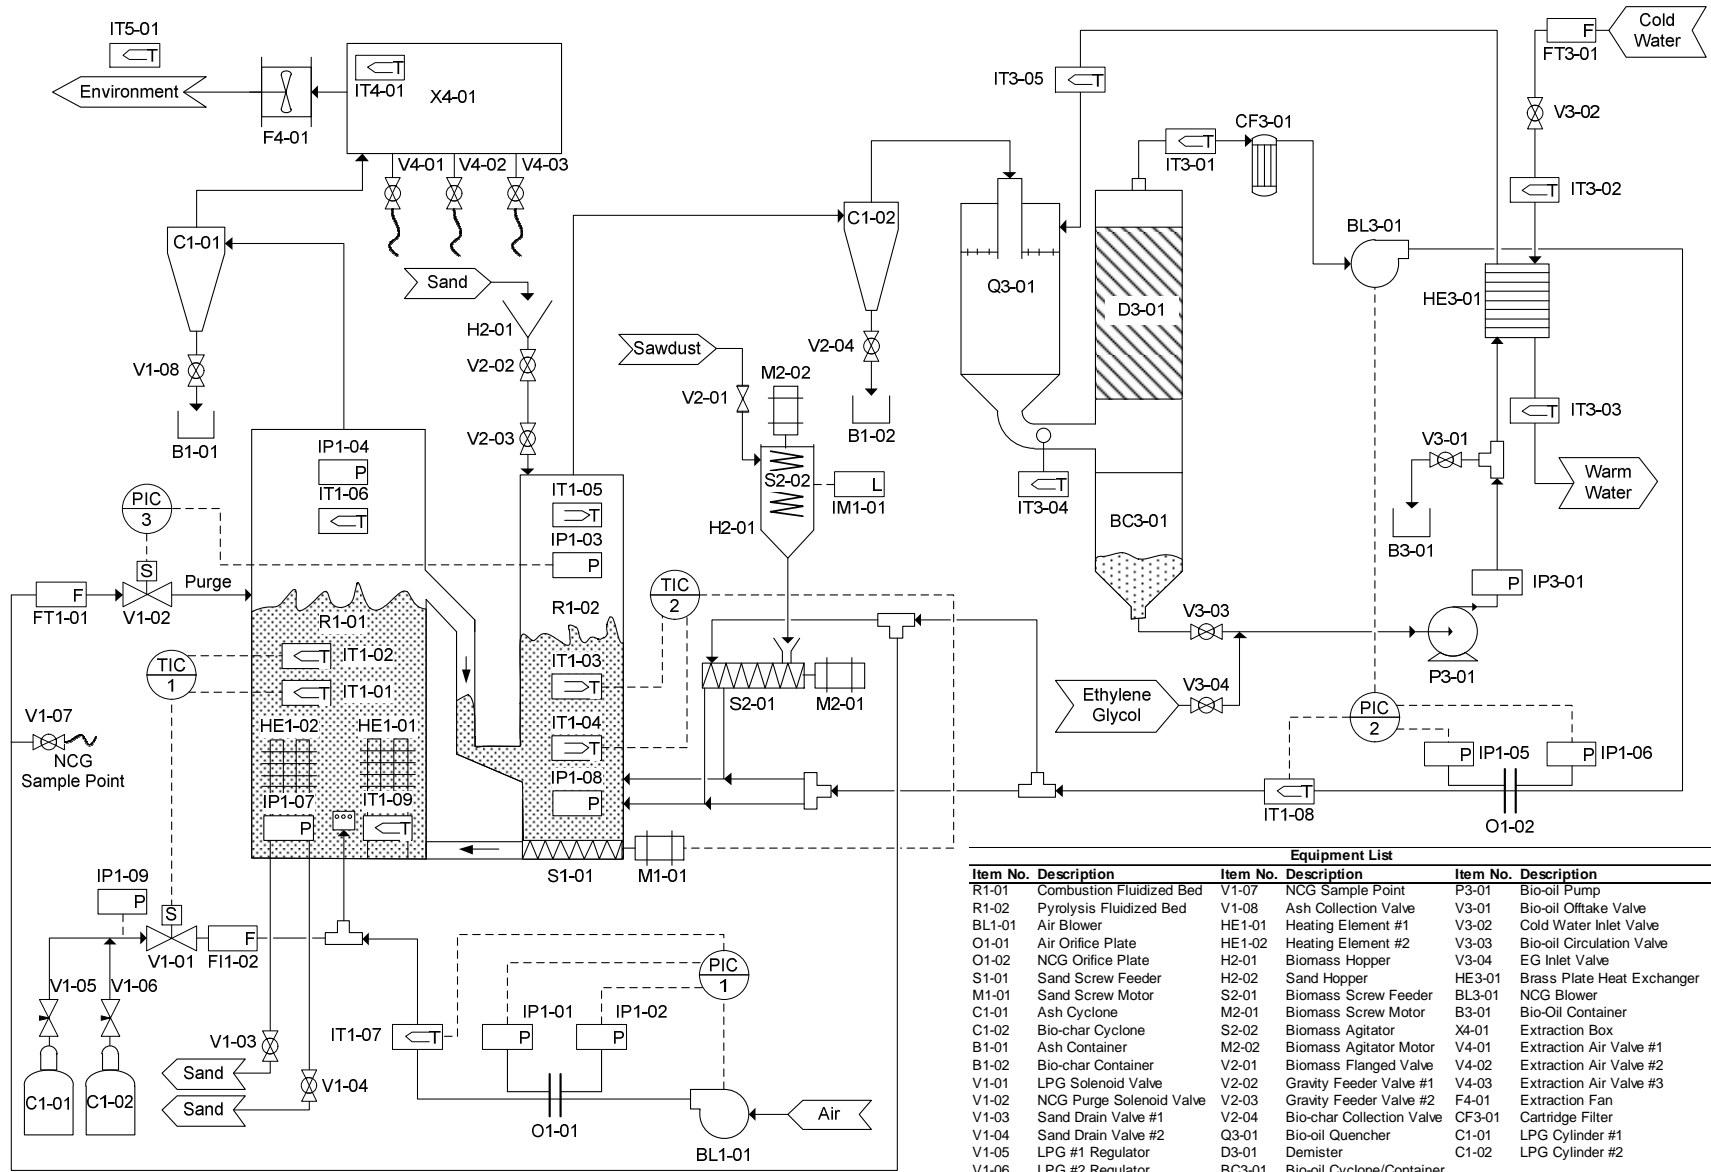 IT5-01
T
Environment
F4-01
T
IT4-01
X4-01
V4-01
V4-02
V4-03
C1-01
V1-08
B1-01
Sand
H2-01
V2-02
V2-03
Sawdust
V2-01
M2-02
S2-02
H2-01
L
IM1-01
C1-02
V2-04
B1-02
Q3-01
IT3-05
T
IT3-01
T
CF3-01
D3-01
BC3-01
IT3-04
T
BL3-01
Cold
Water
F
FT3-01
V3-02
T
IT3-02
HE3-01
T
IT3-03
Warm
Water
V3-01
B3-01
P
IP3-01
P3-01
V3-03
V3-04
Ethylene
Glycol
PIC
2
P
IP1-05
P
IP1-06
T
IT1-08
O1-02
PIC
3
S
Purge
F
FT1-01
V1-02
IP1-04
P
IT1-06
T
R1-01
TIC
1
T
IT1-02
T
IT1-01
HE1-02
HE1-01
IP1-07
P
IT1-09
T
V1-07
NCG
Sample Point
IT1-05
T
IP1-03
P
R1-02
TIC
2
IT1-03
T
IT1-04
T
IP1-08
P
S1-01
M1-01
S2-01
M2-01
IP1-09
P
S
V1-01
F
FI1-02
V1-05
V1-06
C1-01
C1-02
V1-03
Sand
V1-04
Sand
IT1-07
T
PIC
1
IP1-01
P
IP1-02
P
O1-01
BL1-01
Air
Equipment List
Item No. Description Item No. Description Item No. Description
R1-01 Combustion Fluidized Bed V1-07 NCG Sample Point P3-01 Bio-oil Pump
R1-02 Pyrolysis Fluidized Bed V1-08 Ash Collection Valve V3-01 Bio-oil Offtake Valve
BL1-01 Air Blower HE1-01 Heating Element #1 V3-02 Cold Water Inlet Valve
O1-01 Air Orifice Plate HE1-02 Heating Element #2 V3-03 Bio-oil Circulation Valve
O1-02 NCG Orifice Plate H2-01 Biomass Hopper V3-04 EG Inlet Valve
S1-01 Sand Screw Feeder H2-02 Sand Hopper HE3-01 Brass Plate Heat Exchanger
M1-01 Sand Screw Motor S2-01 Biomass Screw Feeder BL3-01 NCG Blower
C1-01 Ash Cyclone M2-01 Biomass Screw Motor B3-01 Bio-Oil Container
C1-02 Bio-char Cyclone S2-02 Biomass Agitator X4-01 Extraction Box
B1-01 Ash Container M2-02 Biomass Agitator Motor V4-01 Extraction Air Valve #1
B1-02 Bio-char Container V2-01 Biomass Flanged Valve V4-02 Extraction Air Valve #2
V1-01 LPG Solenoid Valve V2-02 Gravity Feeder Valve #1 V4-03 Extraction Air Valve #3
V1-02 NCG Purge Solenoid Valve V2-03 Gravity Feeder Valve #2 F4-01 Extraction Fan
V1-03 Sand Drain Valve #1 V2-04 Bio-char Collection Valve CF3-01 Cartridge Filter
V1-04 Sand Drain Valve #2 Q3-01 Bio-oil Quencher C1-01 LPG Cylinder #1
V1-05 LPG #1 Regulator D3-01 Demister C1-02 LPG Cylinder #2
V1-06 LPG #2 Regulator BC3-01 Bio-oil Cyclone/Container